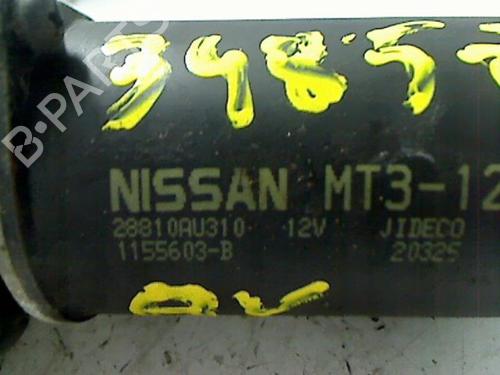 B-PARTS
NISSAN MT3-12
28810AU310 12V JIDECO
1155603-B 20325